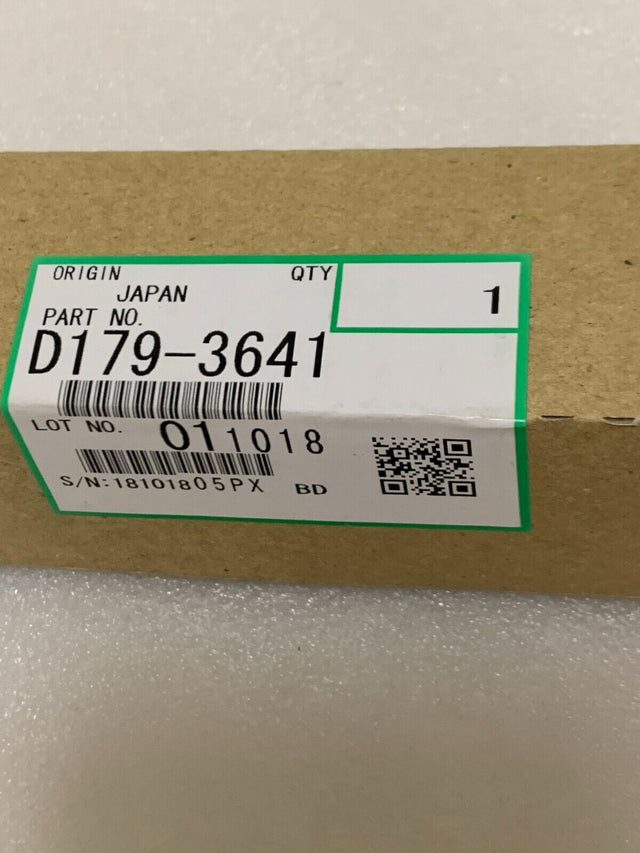 ORIGIN QTY
JAPAN 1
PART NO.
D179-3641
LOT NO. 011018
S/N:18101805PX BD